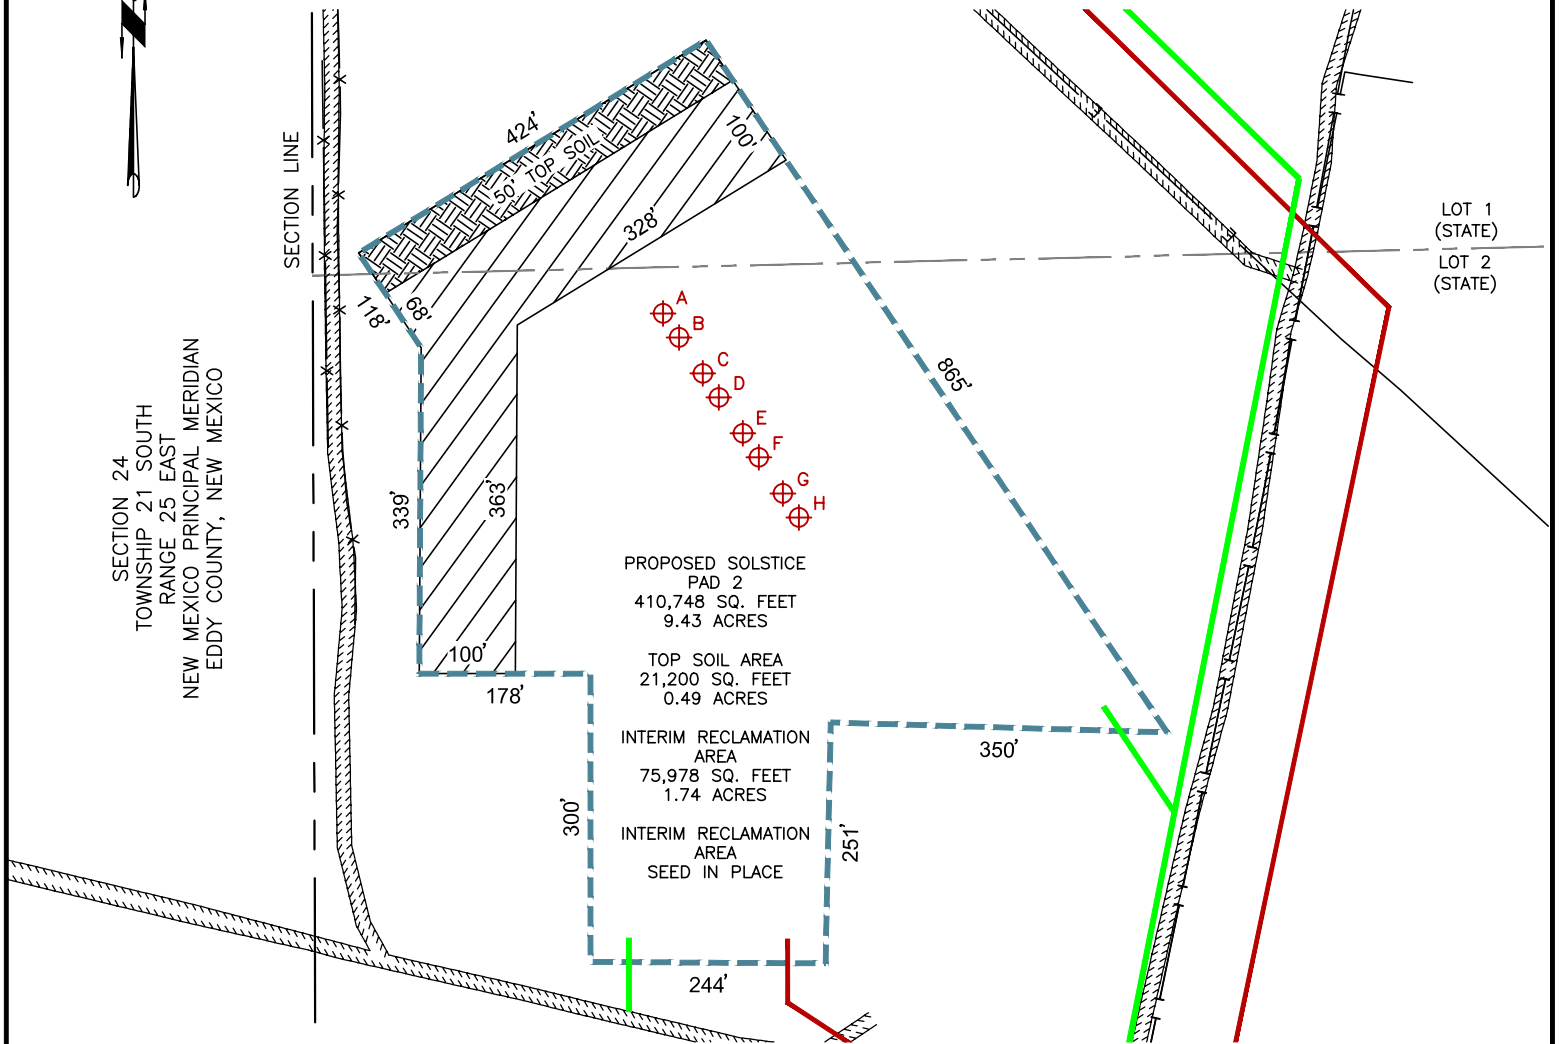 SECTION LINE
SECTION 24
TOWNSHIP 21 SOUTH
RANGE 25 EAST
NEW MEXICO PRINCIPAL MERIDIAN
EDDY COUNTY, NEW MEXICO
424'
50' TOP SOIL
100'
328'
118'
68'
LOT 1
(STATE)
LOT 2
(STATE)
A
B
C
D
E
F
G
H
865'
339'
363'
100'
178'
PROPOSED SOLSTICE
PAD 2
410,748 SQ. FEET
9.43 ACRES
TOP SOIL AREA
21,200 SQ. FEET
0.49 ACRES
INTERIM RECLAMATION
AREA
75,978 SQ. FEET
1.74 ACRES
INTERIM RECLAMATION
AREA
SEED IN PLACE
350'
300'
251'
244'